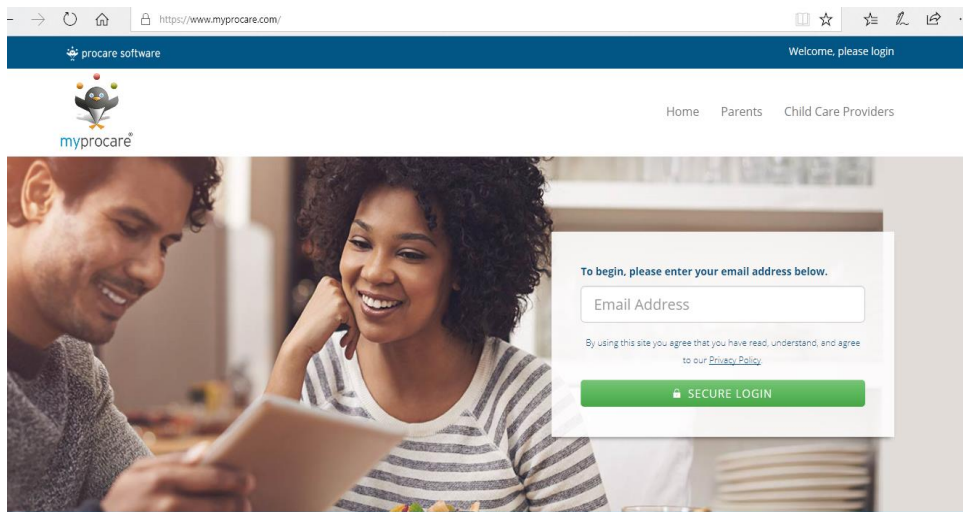 https://www.myprocare.com/
procare software
Welcome, please login
myprocare®
Home Parents Child Care Providers
To begin, please enter your email address below.
Email Address
By using this site you agree that you have read, understand, and agree
to our Privacy Policy.
SECURE LOGIN